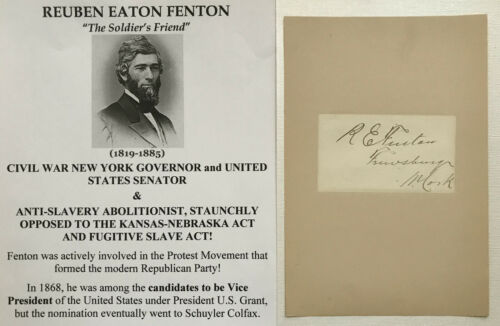 REUBEN EATON FENTON
"The Soldier's Friend"
(1819-1885)
CIVIL WAR NEW YORK GOVERNOR and UNITED
STATES SENATOR
&
ANTI-SLAVERY ABOLITIONIST, STAUNCHLY
OPPOSED TO THE KANSAS-NEBRASKA ACT
AND FUGITIVE SLAVE ACT!
Fenton was actively involved in the Protest Movement that
formed the modern Republican Party!
In 1868, he was among the candidates to be Vice
President of the United States under President U.S. Grant,
but the nomination eventually went to Schuyler Colfax.
R E Fenton
Frewsburg
N. York